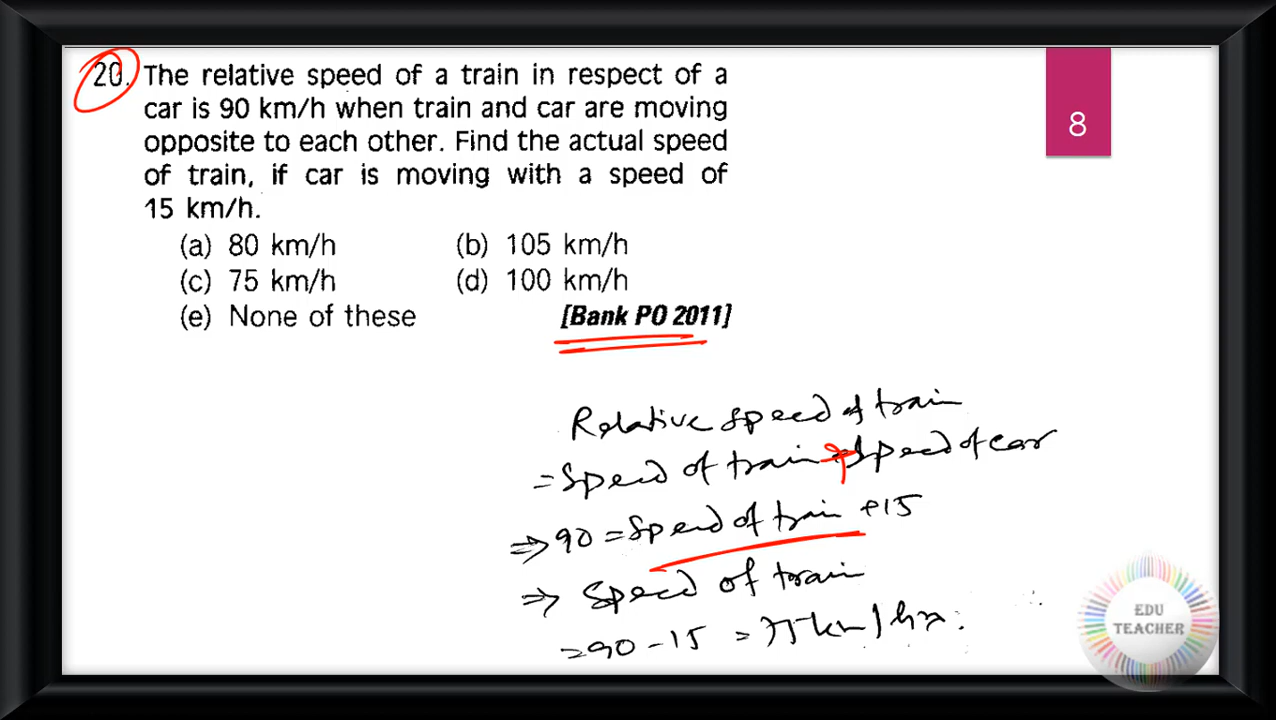 20. The relative speed of a train in respect of a
car is 90 km/h when train and car are moving
opposite to each other. Find the actual speed
of train, if car is moving with a speed of
15 km/h.
(a) 80 km/h (b) 105 km/h
(c) 75 km/h (d) 100 km/h
(e) None of these [Bank PO 2011]
8
Relative speed of train
= Speed of train + Speed of car
⇒ 90 = Speed of train + 15
⇒ Speed of train
= 90 - 15 = 75 km/hr.
EDU
TEACHER